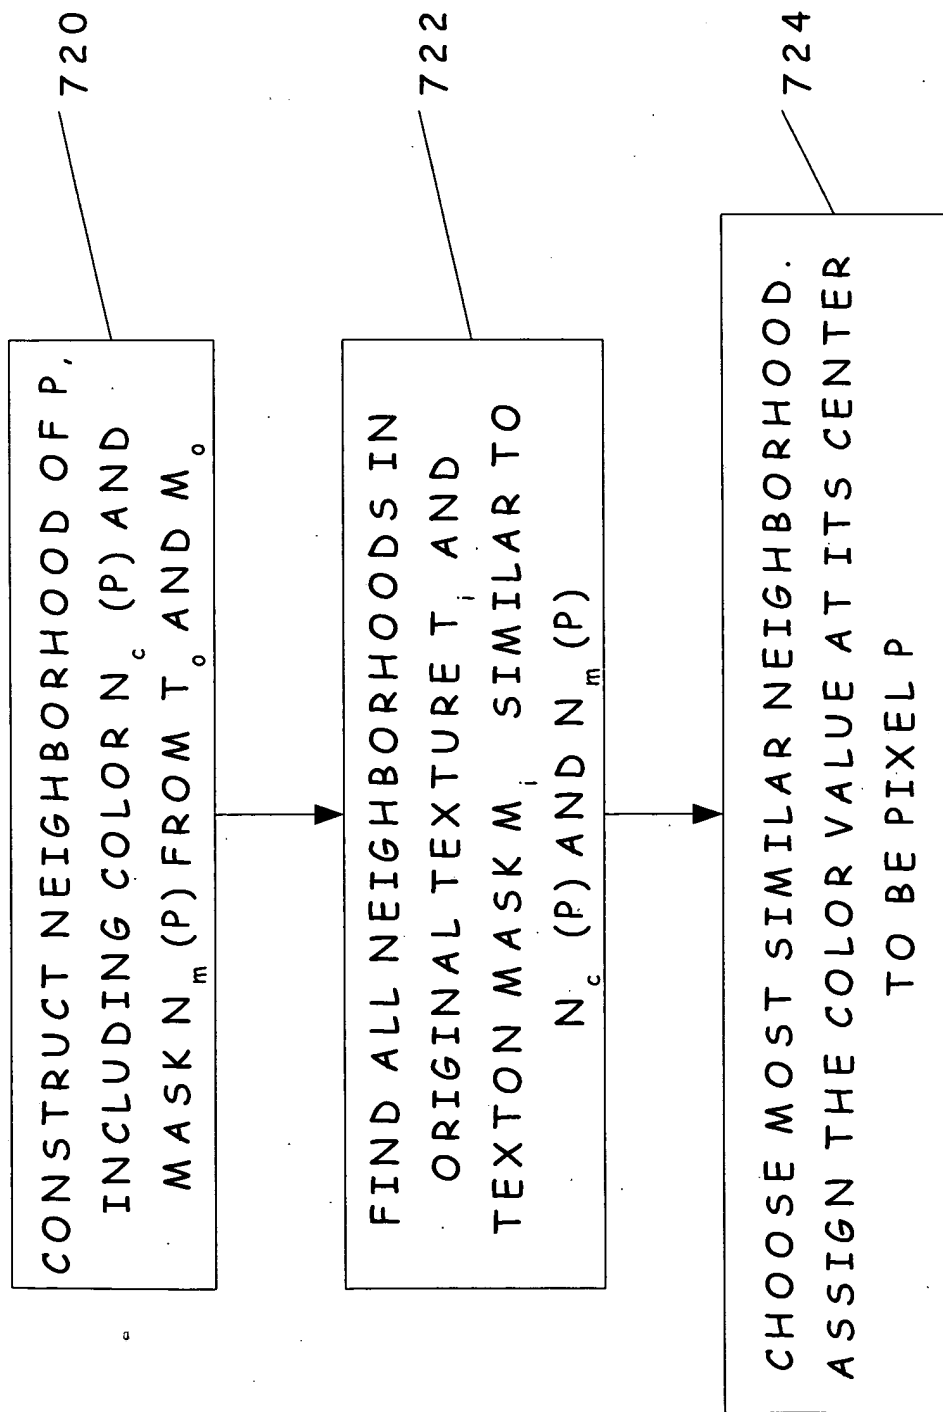 CONSTRUCT NEIGHBORHOOD OF P,
INCLUDING COLOR N_c (P) AND
MASK N_m (P) FROM T_o AND M_o
720
FIND ALL NEIGHBORHOODS IN
ORIGINAL TEXTURE T_i AND
TEXTON MASK M_i SIMILAR TO
N_c (P) AND N_m (P)
722
CHOOSE MOST SIMILAR NEIGHBORHOOD.
ASSIGN THE COLOR VALUE AT ITS CENTER
TO BE PIXEL P
724